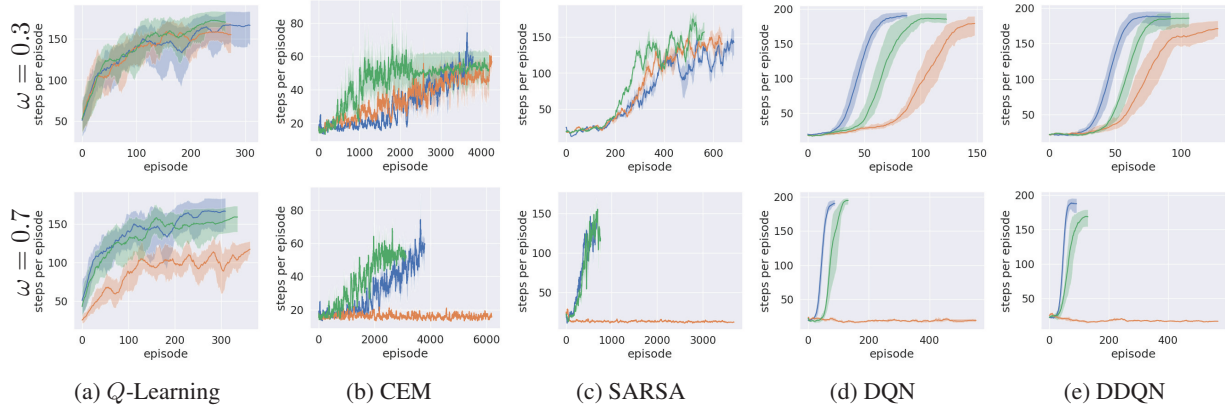 ω = 0.3
steps per episode
150
100
50
0
100
200
300
episode
steps per episode
80
60
40
20
0
1000
2000
3000
4000
episode
steps per episode
150
100
50
0
200
400
600
episode
steps per episode
200
150
100
50
0
50
100
150
episode
steps per episode
200
150
100
50
0
50
100
episode
ω = 0.7
steps per episode
150
100
50
0
100
200
300
episode
steps per episode
80
60
40
20
0
1000
2000
3000
4000
5000
6000
episode
steps per episode
150
100
50
0
1000
2000
3000
episode
steps per episode
200
150
100
50
0
200
400
episode
steps per episode
200
150
100
50
0
200
400
episode
(a) Q-Learning
(b) CEM
(c) SARSA
(d) DQN
(e) DDQN